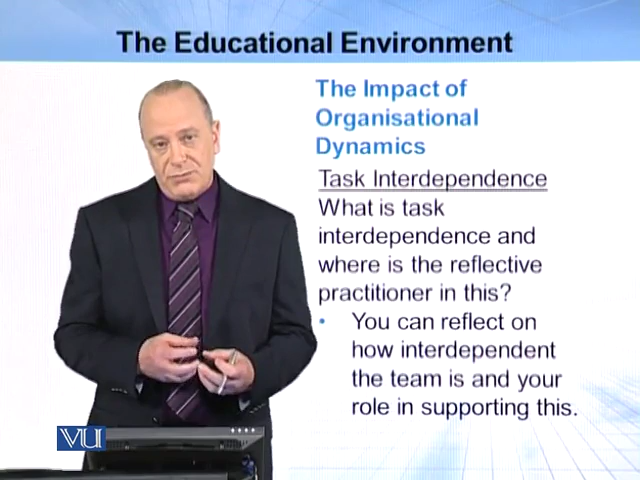 The Educational Environment
The Impact of
Organisational
Dynamics
Task Interdependence
What is task
interdependence and
where is the reflective
practitioner in this?
• You can reflect on
how interdependent
the team is and your
role in supporting this.
VU